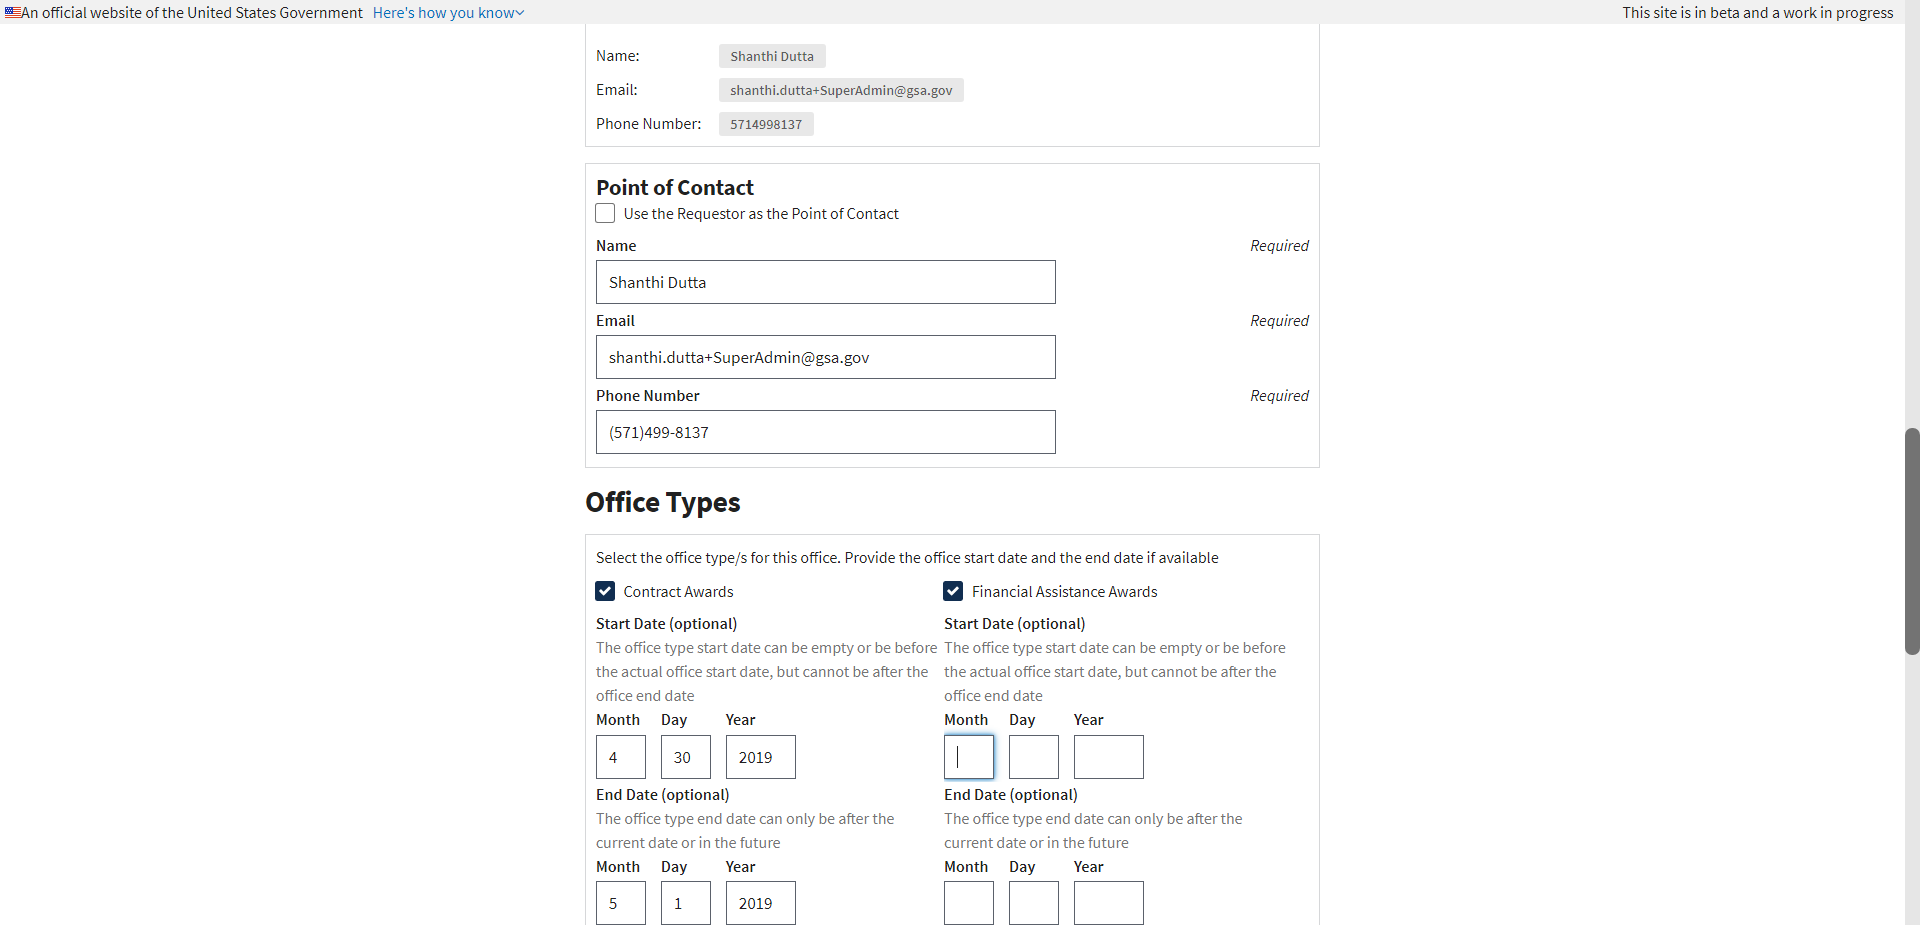 An official website of the United States Government Here's how you know
This site is in beta and a work in progress
Name: Shanthi Dutta
Email: shanthi.dutta+SuperAdmin@gsa.gov
Phone Number: 5714998137
Point of Contact
Use the Requestor as the Point of Contact
Name Required
Shanthi Dutta
Email Required
shanthi.dutta+SuperAdmin@gsa.gov
Phone Number Required
(571)499-8137
Office Types
Select the office type/s for this office. Provide the office start date and the end date if available
Contract Awards
Start Date (optional)
The office type start date can be empty or be before
the actual office start date, but cannot be after the
office end date
Month Day Year
4 30 2019
End Date (optional)
The office type end date can only be after the
current date or in the future
Month Day Year
5 1 2019
Financial Assistance Awards
Start Date (optional)
The office type start date can be empty or be before
the actual office start date, but cannot be after the
office end date
Month Day Year
End Date (optional)
The office type end date can only be after the
current date or in the future
Month Day Year